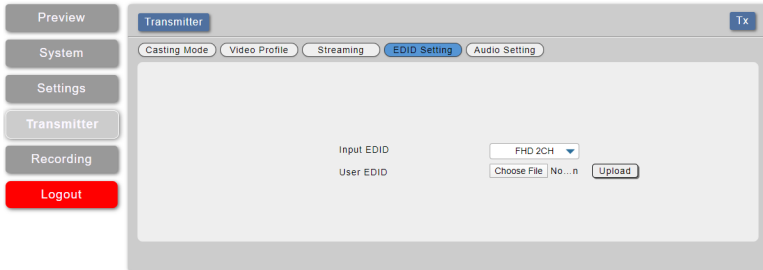 Preview
System
Settings
Transmitter
Recording
Logout
Transmitter
Tx
Casting Mode
Video Profile
Streaming
EDID Setting
Audio Setting
Input EDID
FHD 2CH
User EDID
Choose File
No...n
Upload